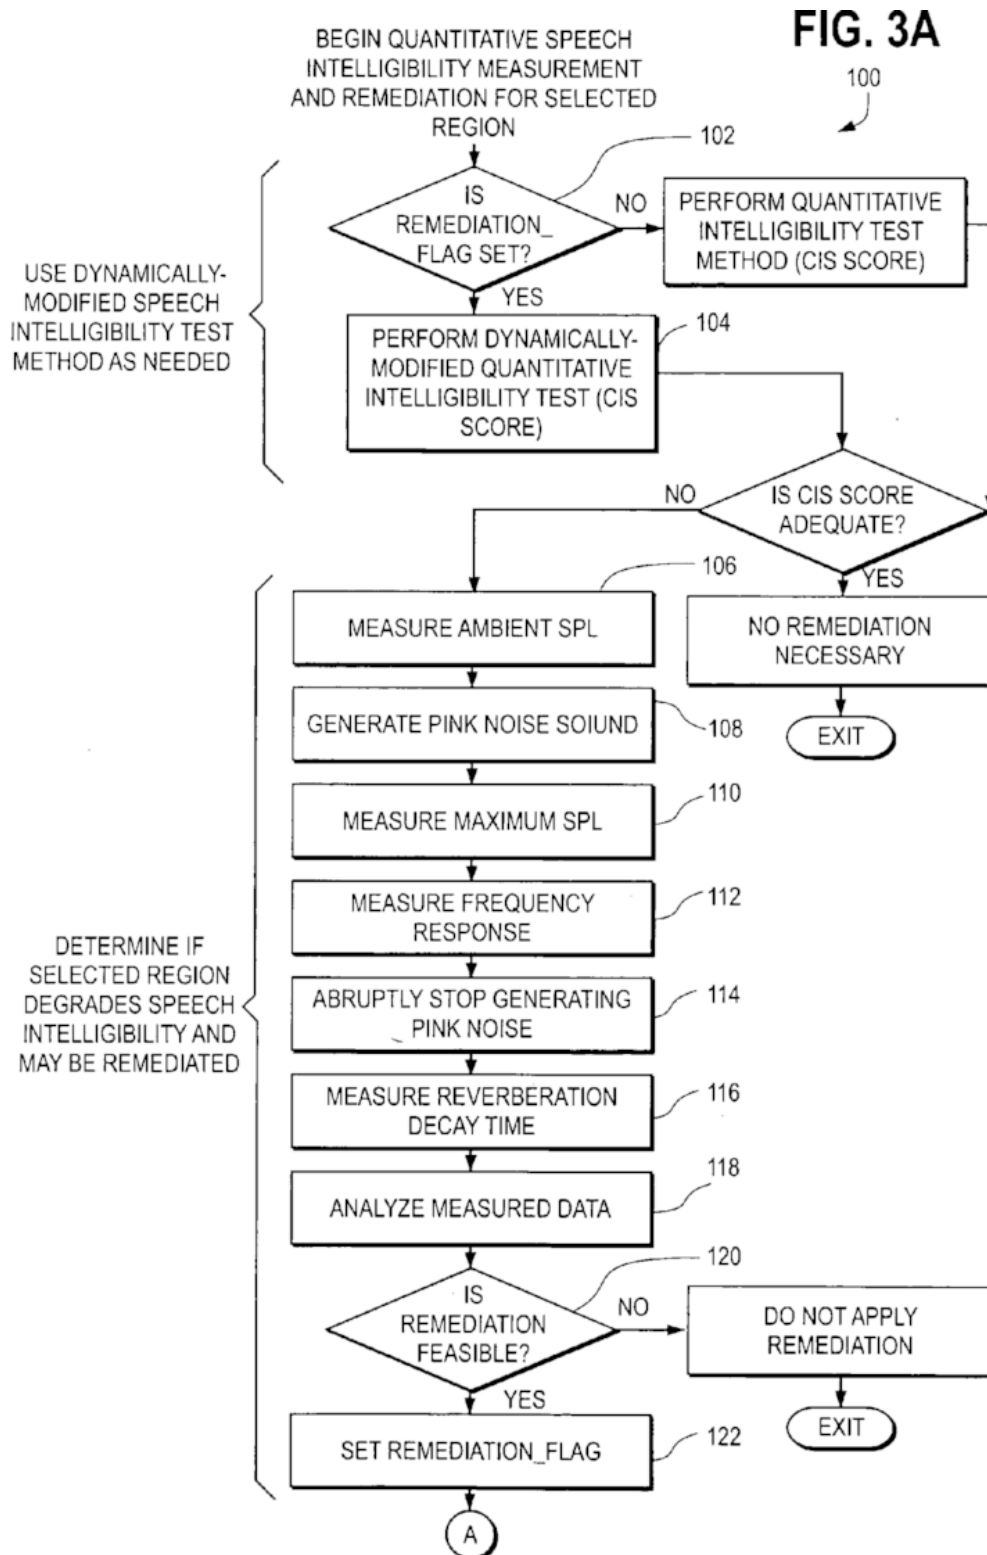 FIG. 3A
BEGIN QUANTITATIVE SPEECH
INTELLIGIBILITY MEASUREMENT
AND REMEDIATION FOR SELECTED
REGION
100
102
IS
REMEDIATION_
FLAG SET?
NO
PERFORM QUANTITATIVE
INTELLIGIBILITY TEST
METHOD (CIS SCORE)
USE DYNAMICALLY-
MODIFIED SPEECH
INTELLIGIBILITY TEST
METHOD AS NEEDED
YES
104
PERFORM DYNAMICALLY-
MODIFIED QUANTITATIVE
INTELLIGIBILITY TEST (CIS
SCORE)
IS CIS SCORE
ADEQUATE?
NO
YES
106
MEASURE AMBIENT SPL
NO REMEDIATION
NECESSARY
EXIT
GENERATE PINK NOISE SOIUND
108
MEASURE MAXIMUM SPL
110
MEASURE FREQUENCY
RESPONSE
112
DETERMINE IF
SELECTED REGION
DEGRADES SPEECH
INTELLIGIBILITY AND
MAY BE REMEDIATED
ABRUPTLY STOP GENERATING
PINK NOISE
114
MEASURE REVERBERATION
DECAY TIME
116
ANALYZE MEASURED DATA
118
120
IS
REMEDIATION
FEASIBLE?
NO
DO NOT APPLY
REMEDIATION
EXIT
YES
SET REMEDIATION_FLAG
122
A